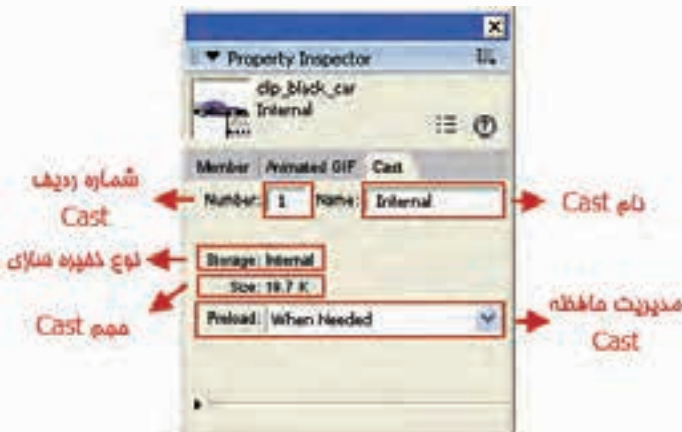 Property Inspector
clip_black_car
Internal
Member Animated GIF Cast
Number: 1 Name: Internal
شماره ردیف
Cast
نام Cast
Storage: Internal
نوع ذخیره سازی
Size: 19.7 K
حجم Cast
Preload: When Needed
مدیریت حافظه
Cast